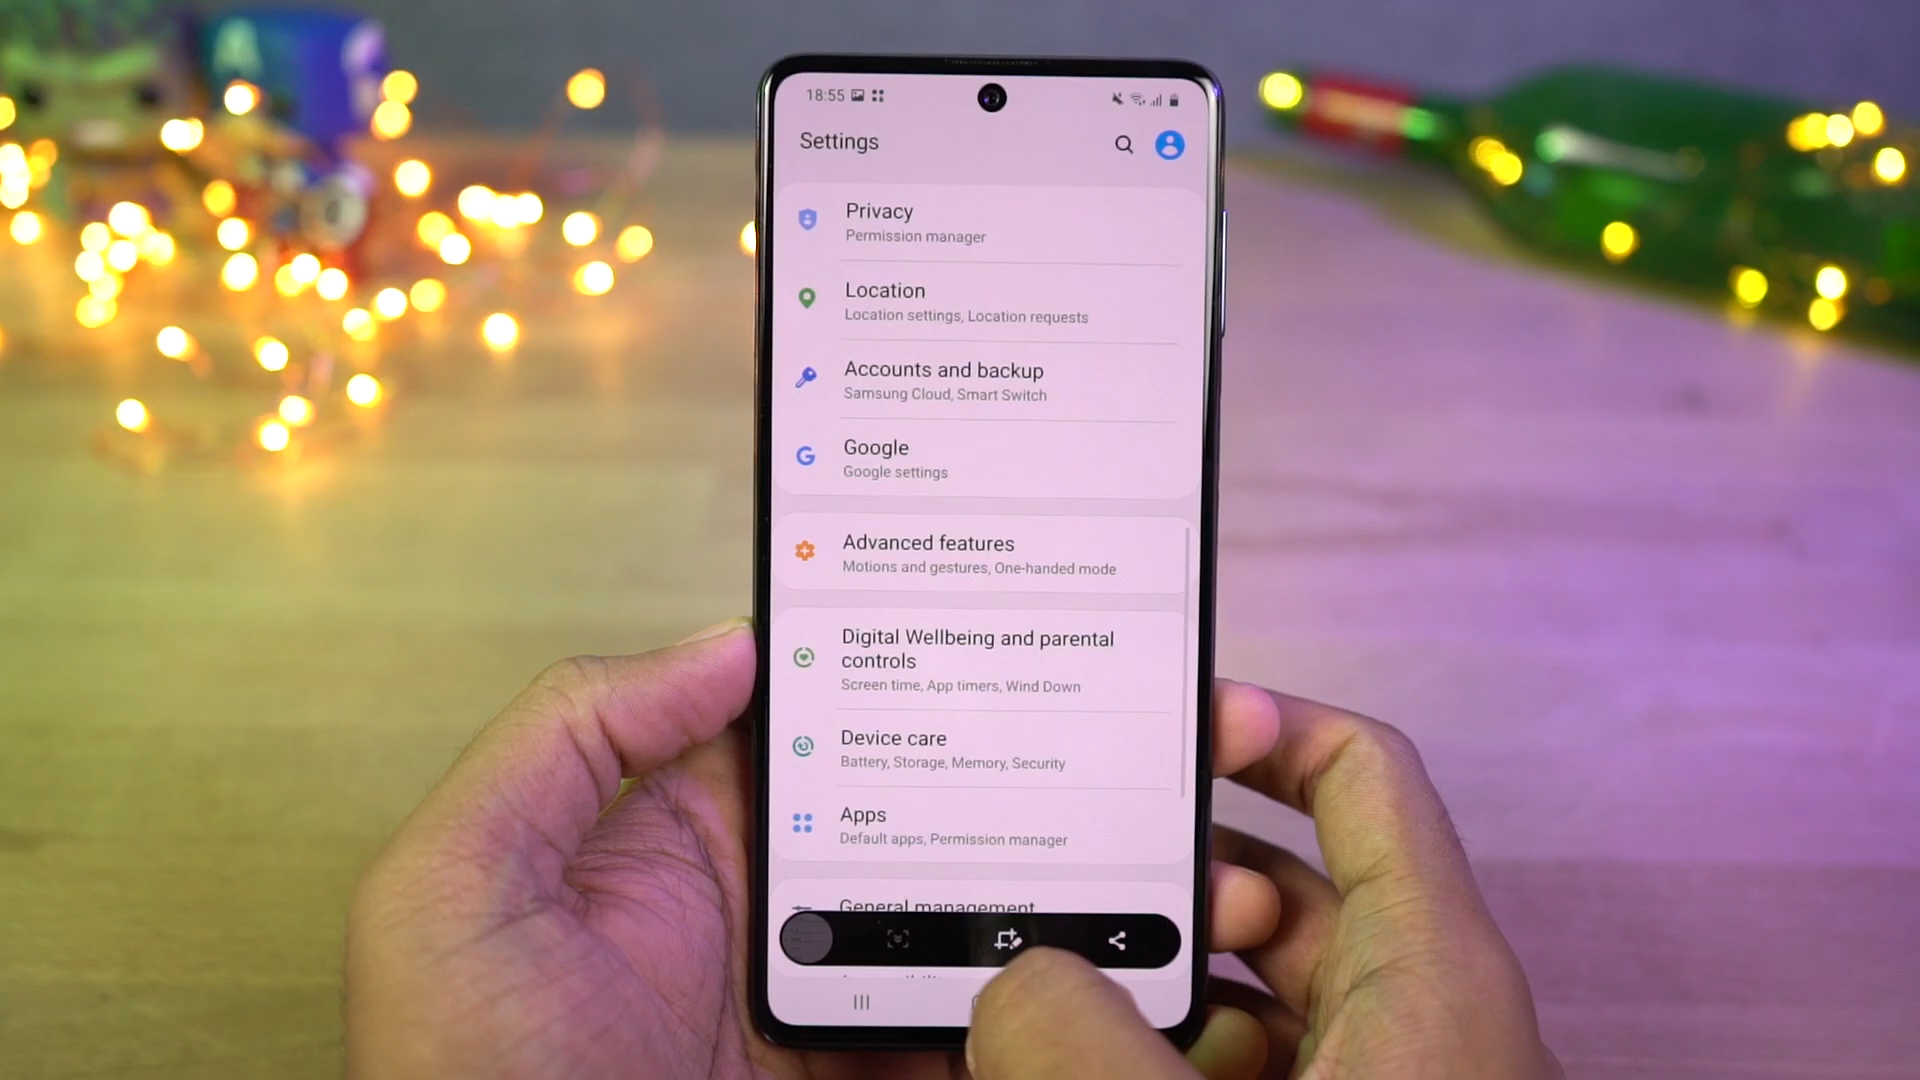 18:55
Settings
Privacy
Permission manager
Location
Location settings, Location requests
Accounts and backup
Samsung Cloud, Smart Switch
Google
Google settings
Advanced features
Motions and gestures, One-handed mode
Digital Wellbeing and parental
controls
Screen time, App timers, Wind Down
Device care
Battery, Storage, Memory, Security
Apps
Default apps, Permission manager
General management